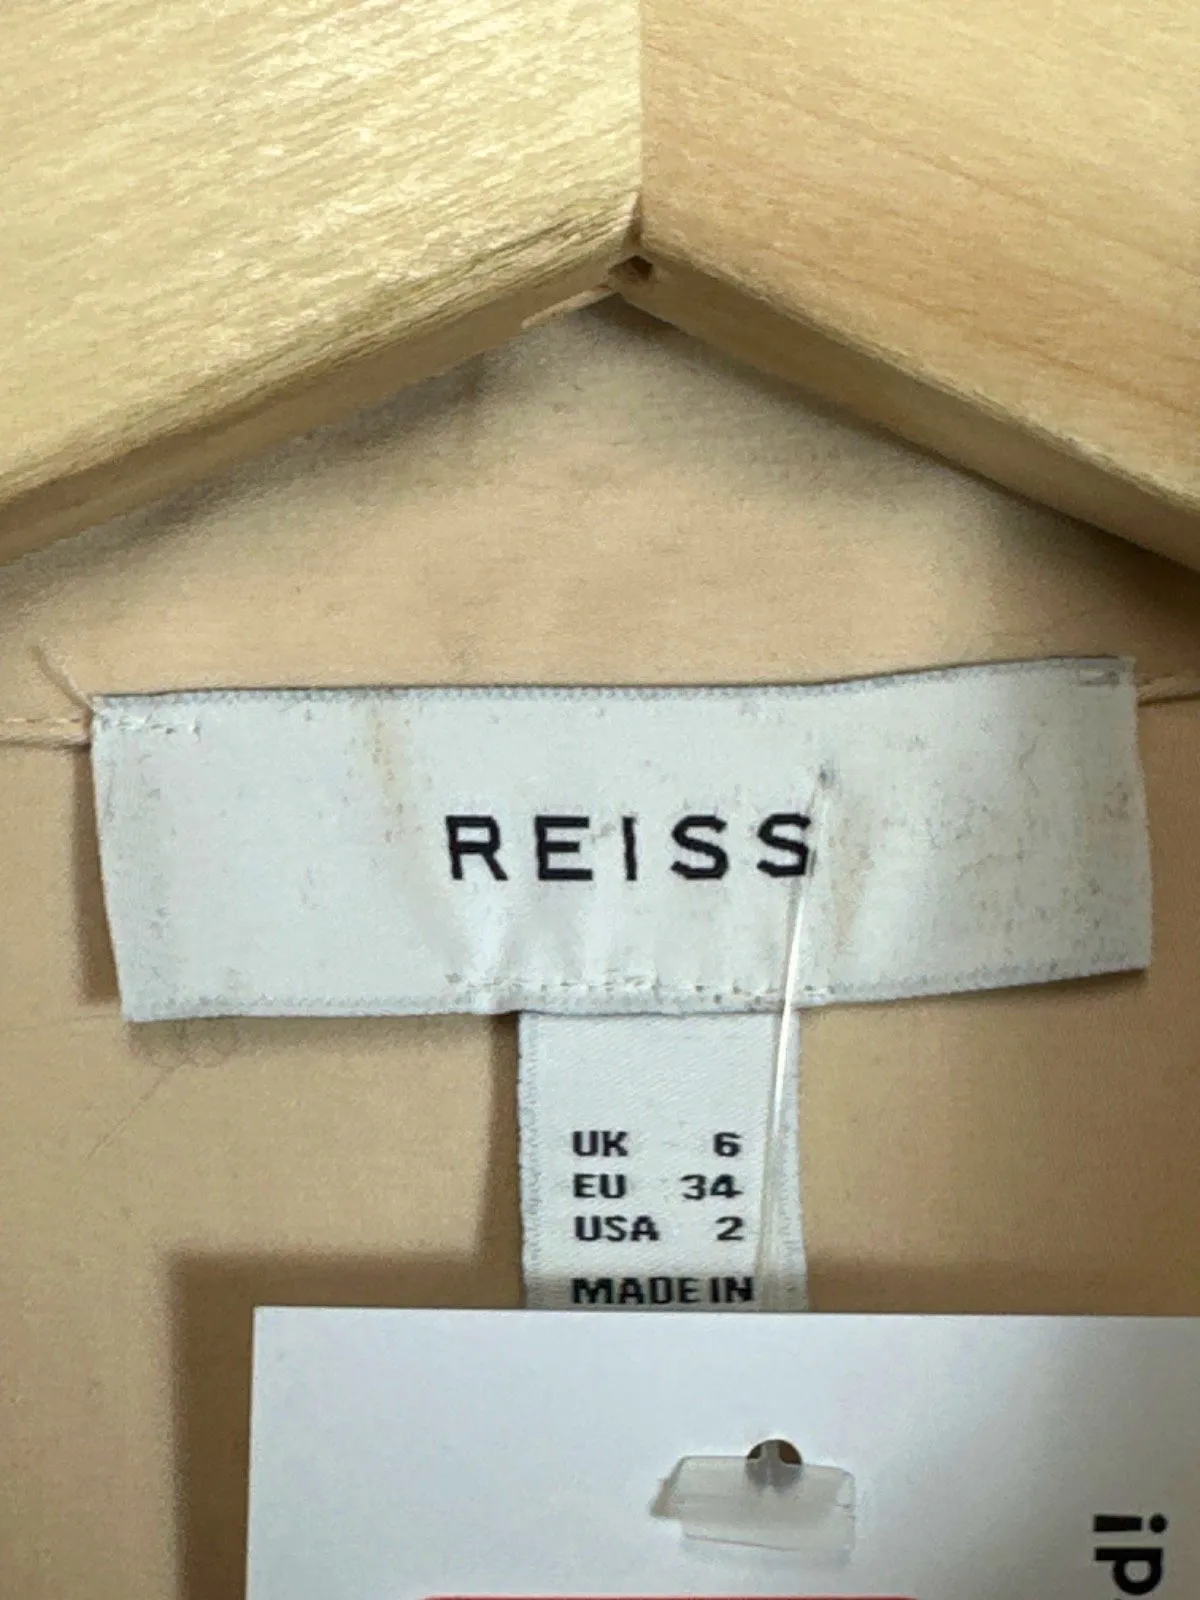 REISS
UK 6
EU 34
USA 2
MADE IN